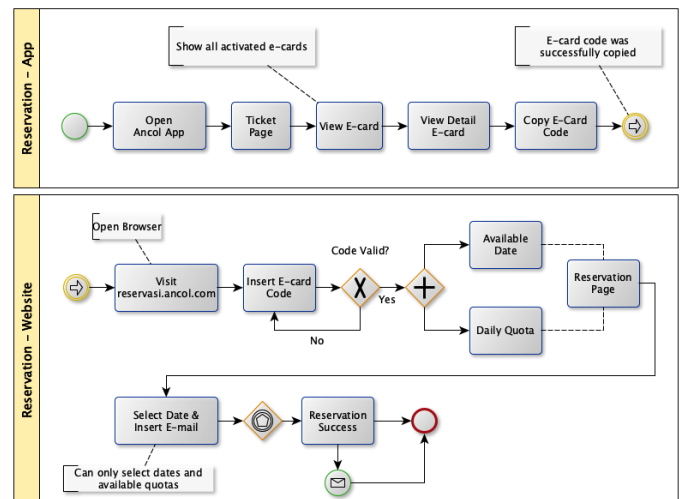 Reservation - App
Show all activated e-cards
E-card code was
successfully copied
Open
Ancol App
Ticket
Page
View E-card
View Detail
E-card
Copy E-Card
Code
Reservation - Website
Open Browser
Visit
reservasi.ancol.com
Insert E-card
Code
Code Valid?
X
Yes
No
Available
Date
Daily Quota
Reservation
Page
Select Date &
Insert E-mail
Reservation
Success
Can only select dates and
available quotas